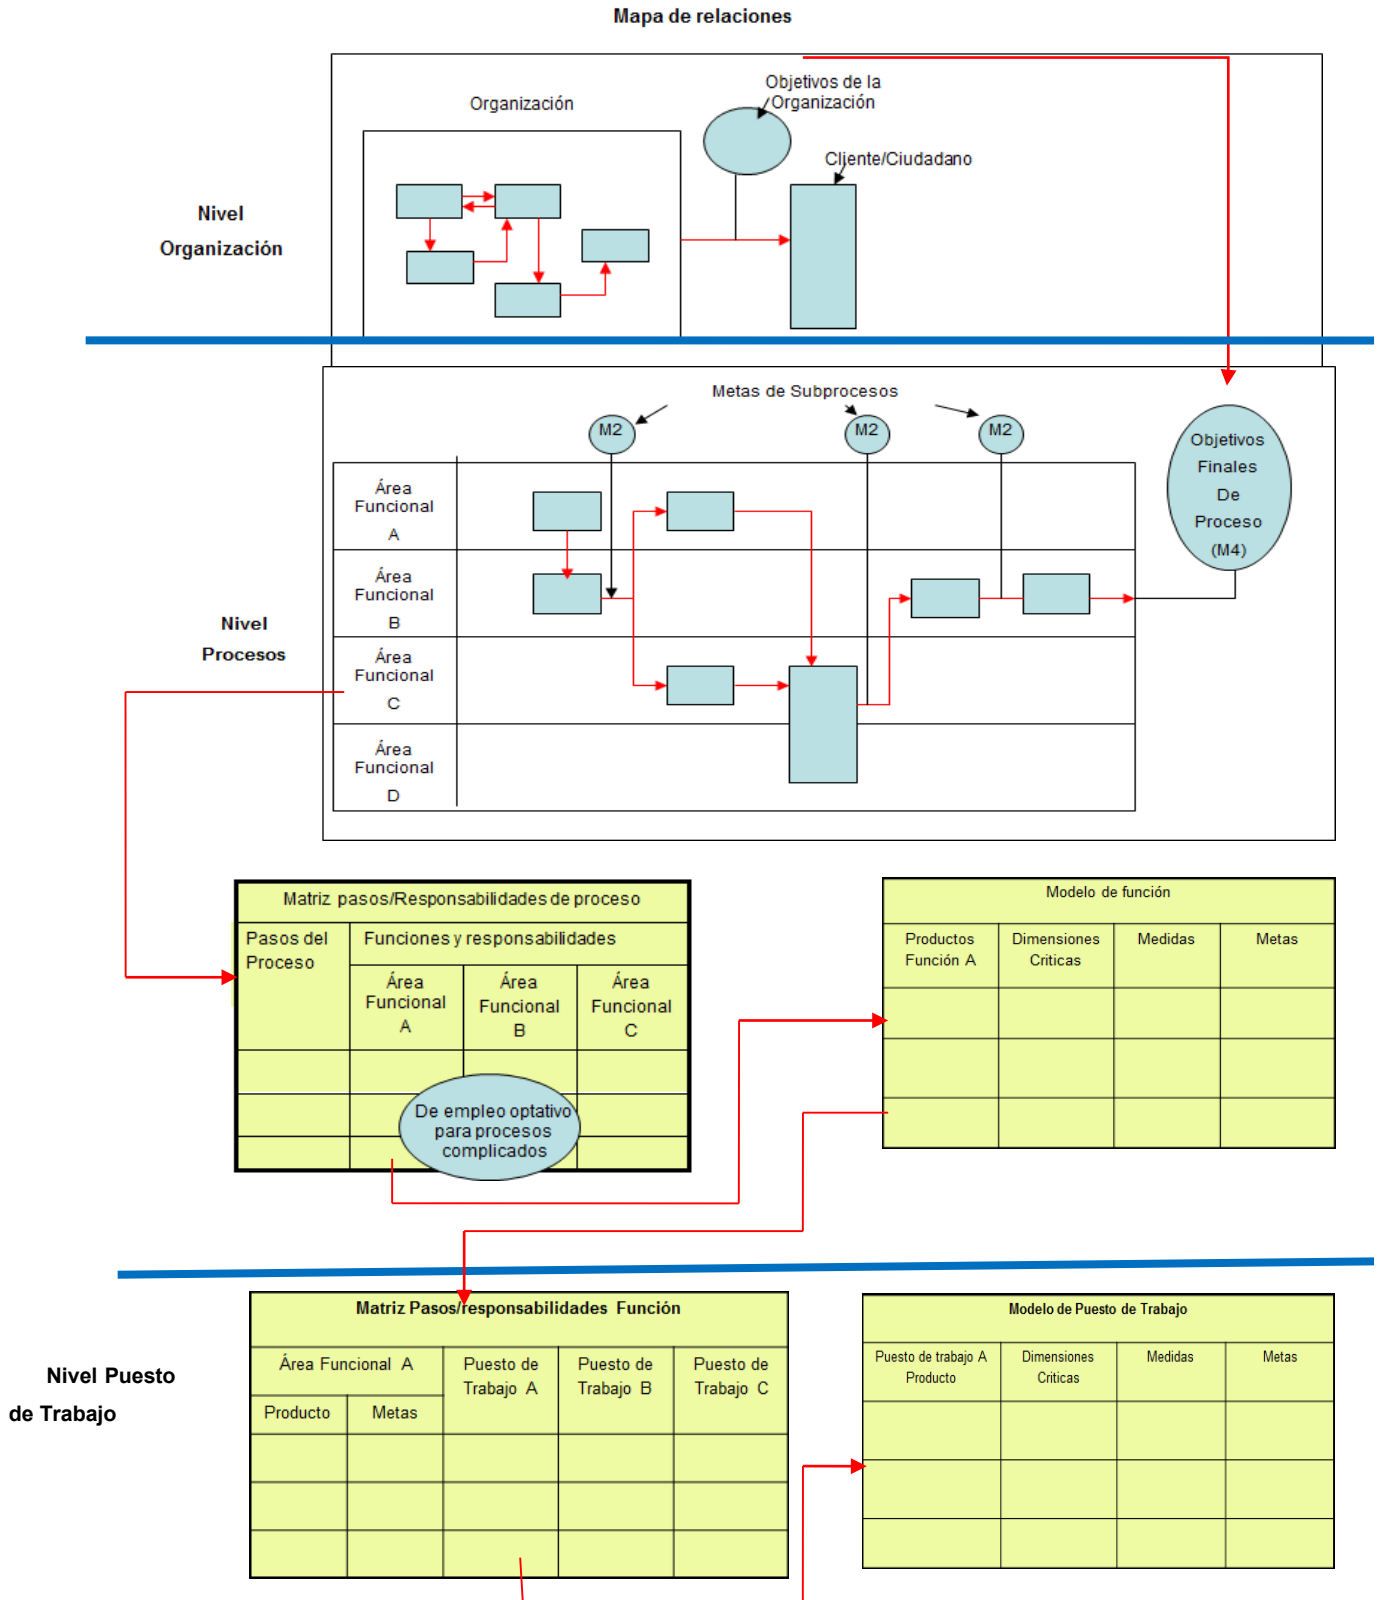 Mapa de relaciones
Organización
Objetivos de la
Organización
Cljente/Ciudadano
Nivel
Organización
Metas de Subprocesos
M2
M2
M2
Objetivos
Finales
De
Proceso
(M4)
Área
Funcional
A
Área
Funcional
B
Área
Funcional
C
Área
Funcional
D
Nivel
Procesos
Matriz pasos/Responsabilidades de proceso
Pasos del
Proceso
Funciones y responsabilidades
Área
Funcional
A
Área
Funcional
B
Área
Funcional
C
De empleo optativo
para procesos
complicados
Modelo de función
Productos
Función A
Dimensiones
Criticas
Medidas
Metas
Nivel Puesto
de Trabajo
Matriz Pasos/responsabilidades Función
Área Funcional A
Producto
Metas
Puesto de
Trabajo A
Puesto de
Trabajo B
Puesto de
Trabajo C
Modelo de Puesto de Trabajo
Puesto de trabajo A
Producto
Dimensiones
Criticas
Medidas
Metas